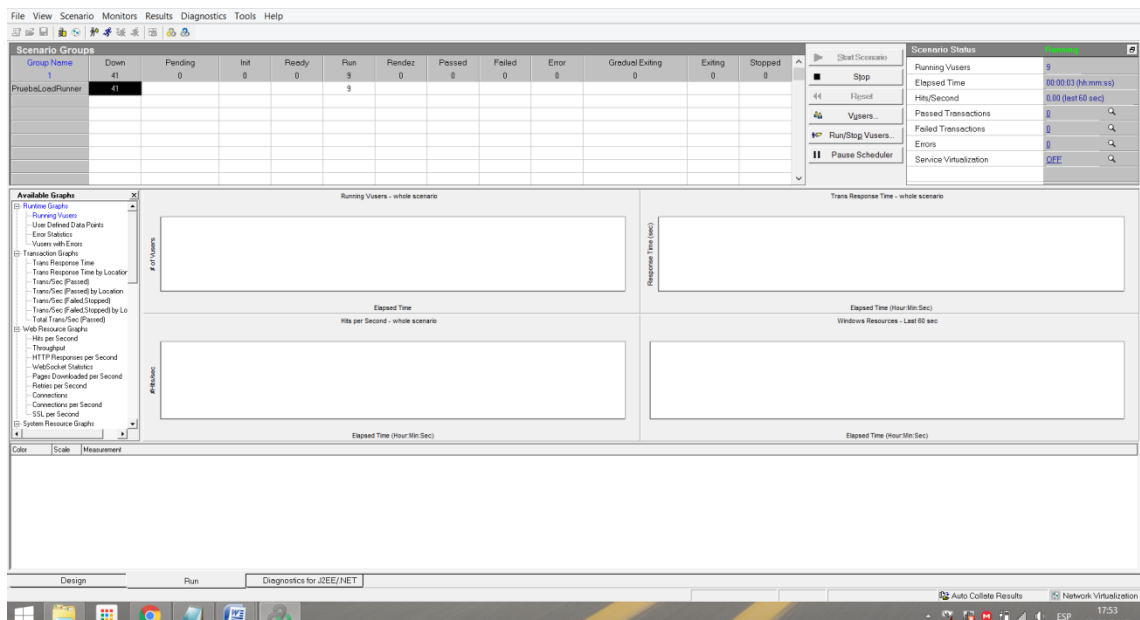 File View Scenario Monitors Results Diagnostics Tools Help
Scenario Groups
Group Name Down Pending Init Ready Run Rendez Passed Failed Error Gradual Exiting Exiting Stopped
1 41 0 0 0 9 0 0 0 0 0 0 0
PruebaLoadRunner 41 9
Start Scenario
Stop
Reset
Vusers...
Run/Stop Vusers...
Pause Scheduler
Scenario Status Running
Running Vusers 9
Elapsed Time 00:00:03 (hh:mm:ss)
Hits/Second 0,00 (last 60 sec)
Passed Transactions 0
Failed Transactions 0
Errors 0
Service Virtualization OFF
Available Graphs
Runtime Graphs
Running Vusers
User Defined Data Points
Error Statistics
Vusers with Errors
Transaction Graphs
Trans Response Time
Trans Response Time by Location
Trans/Sec (Passed)
Trans/Sec (Passed) by Location
Trans/Sec (Failed,Stopped)
Trans/Sec (Failed,Stopped) by Lo
Total Trans/Sec (Passed)
Web Resource Graphs
Hits per Second
Throughput
HTTP Responses per Second
WebSocket Statistics
Pages Downloaded per Second
Retries per Second
Connections
Connections per Second
SSL per Second
System Resource Graphs
Running Vusers - whole scenario
# of Vusers
Elapsed Time
Trans Response Time - whole scenario
Response Time (sec)
Elapsed Time (Hour:Min:Sec)
Hits per Second - whole scenario
#Hits/sec
Elapsed Time (Hour:Min:Sec)
Windows Resources - Last 60 sec
Elapsed Time (Hour:Min:Sec)
Color Scale Measurement
Design Run Diagnostics for J2EE/.NET
Auto Collate Results Network Virtualization
ESP 17:53